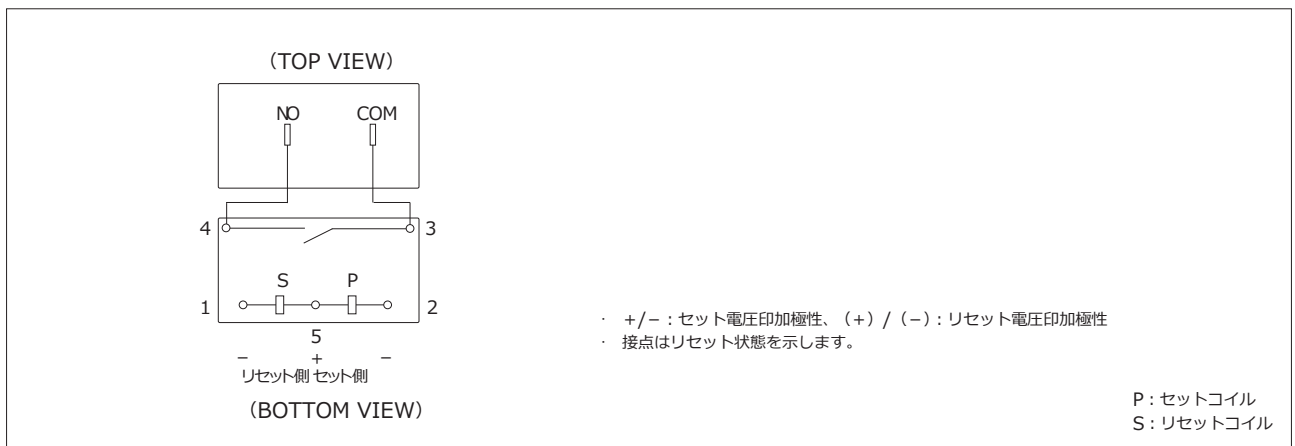 （TOP VIEW）
NO COM
4 3
S P
1 2
5
− + −
リセット側 セット側
（BOTTOM VIEW）
· +/−：セット電圧印加極性、（+）/（−）：リセット電圧印加極性
· 接点はリセット状態を示します。
P：セットコイル
S：リセットコイル